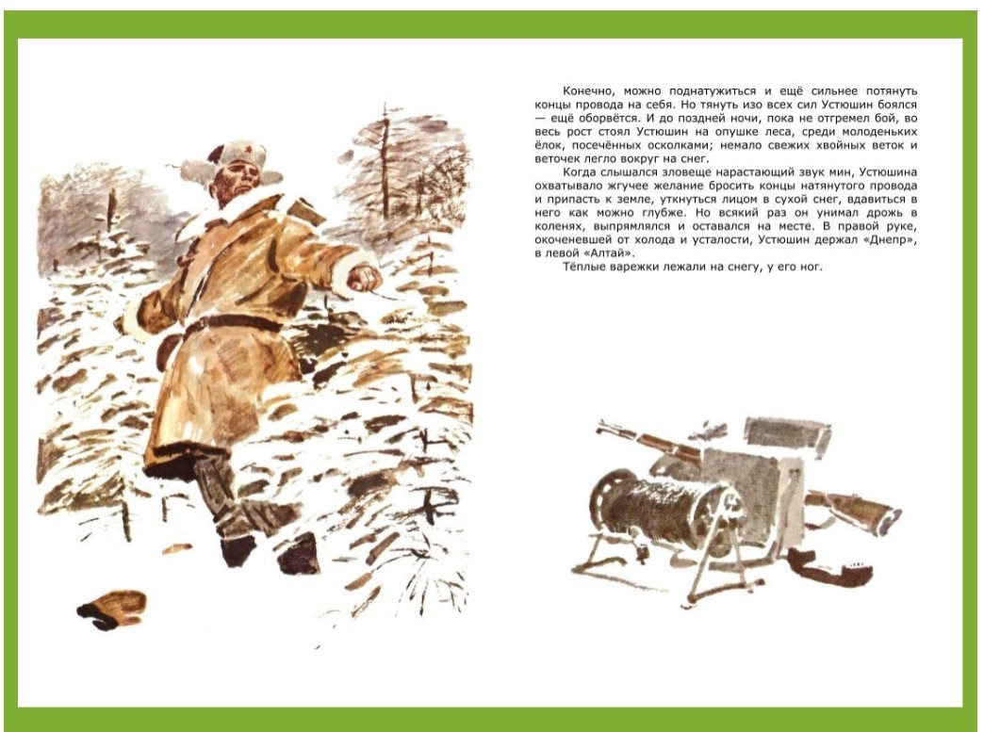 Конечно, можно поднатужиться и ещё сильнее потянуть
концы провода на себя. Но тянуть изо всех сил Устюшин боялся
— ещё оборвётся. И до поздней ночи, пока не отгремел бой, во
весь рост стоял Устюшин на опушке леса, среди молоденьких
ёлок, посечённых осколками; немало свежих хвойных веток и
веточек легло вокруг на снег.
Когда слышался зловеще нарастающий звук мин, Устюшина
охватывало жгучее желание бросить концы натянутого провода
и припасть к земле, уткнуться лицом в сухой снег, вдавиться в
него как можно глубже. Но всякий раз он унимал дрожь в
коленях, выпрямлялся и оставался на месте. В правой руке,
окоченевшей от холода и усталости, Устюшин держал «Днепр»,
в левой «Алтай».
Тёплые варежки лежали на снегу, у его ног.